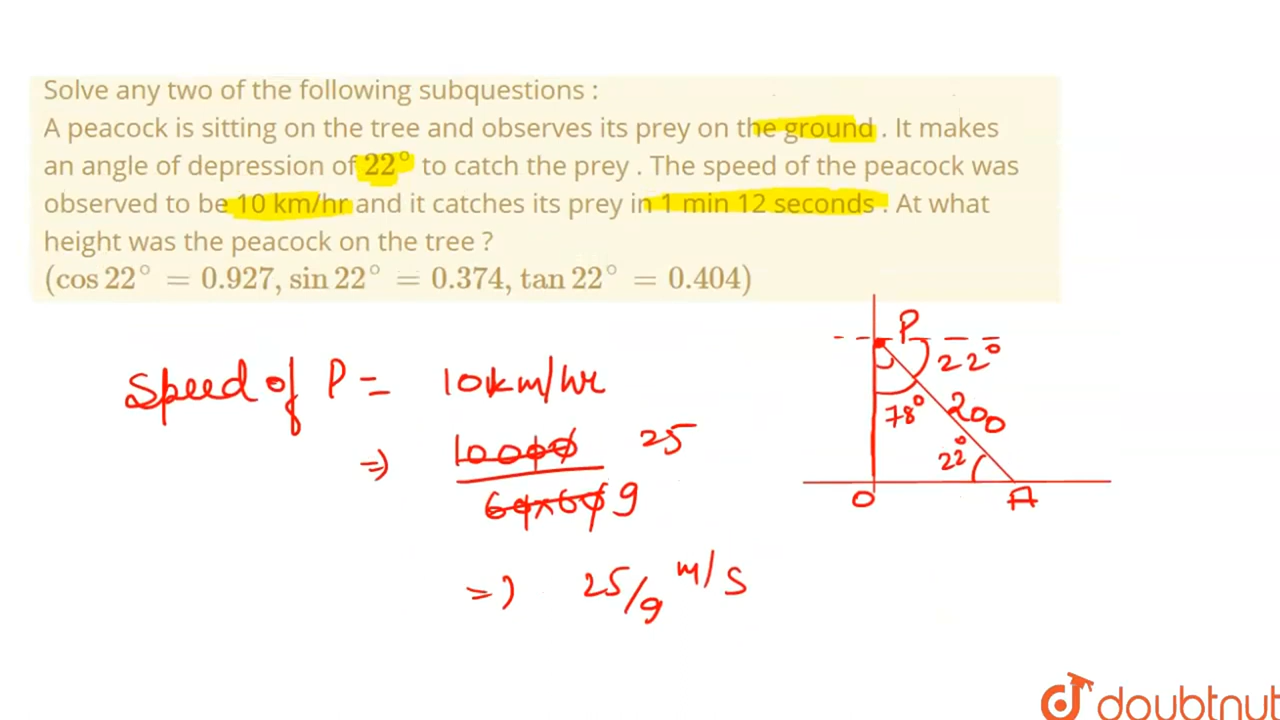 Solve any two of the following subquestions :
A peacock is sitting on the tree and observes its prey on the ground . It makes
an angle of depression of 22° to catch the prey . The speed of the peacock was
observed to be 10 km/hr and it catches its prey in 1 min 12 seconds . At what
height was the peacock on the tree ?
(cos 22° = 0.927, sin 22° = 0.374, tan 22° = 0.404)
P
22°
78°
200
22°
O
A
Speed of P = 10km/hr
=) 10000 25
60x60 9
=) 25/9 m/s
doubtnut